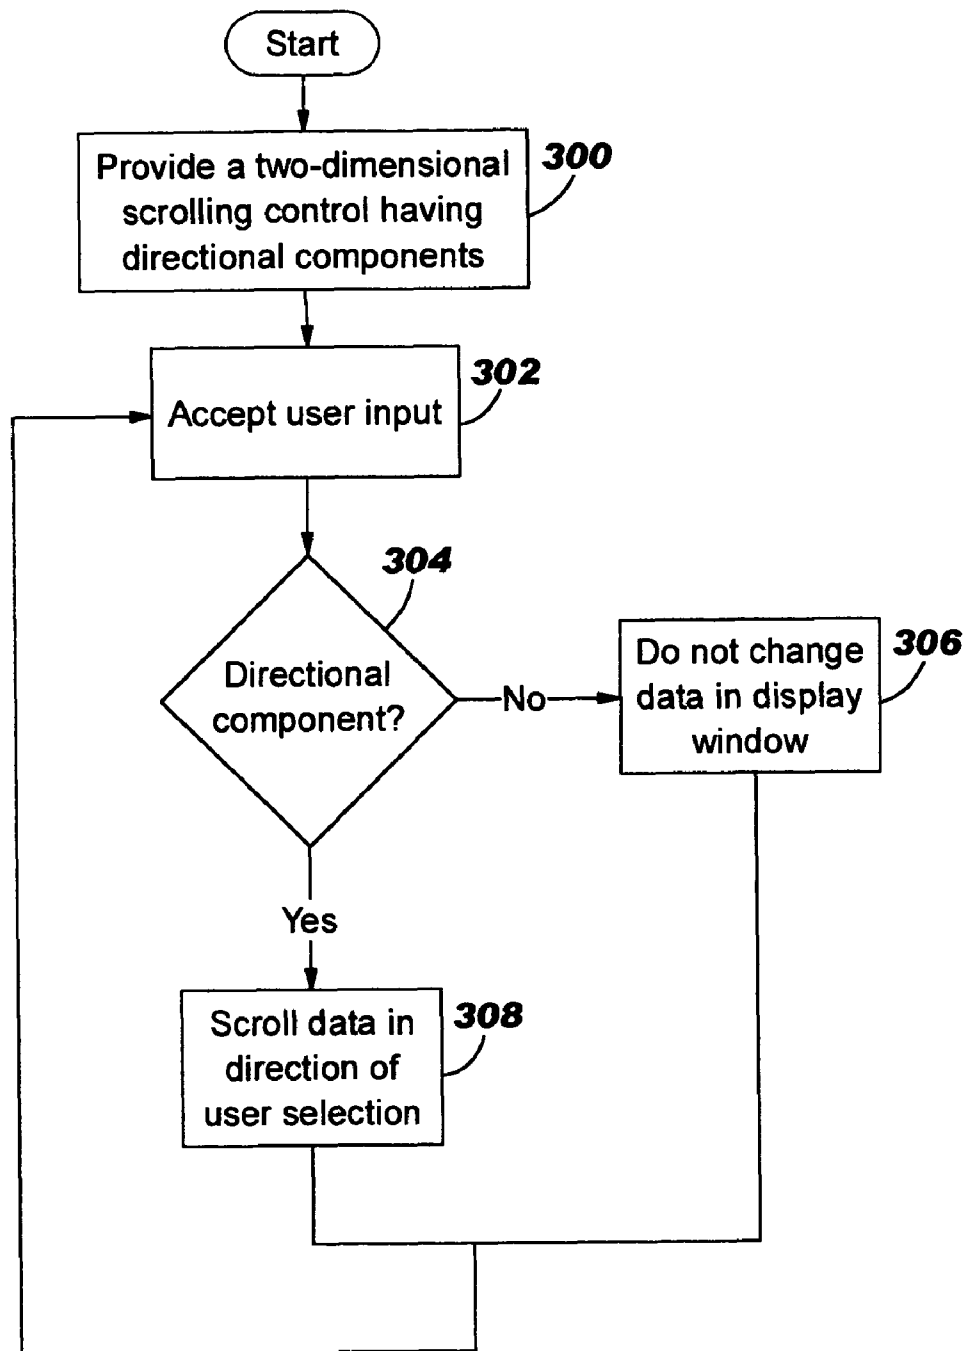 Start
Provide a two-dimensional
scrolling control having
directional components
300
Accept user input
302
304
Directional
component?
No
Do not change
data in display
window
306
Yes
Scroll data in
direction of
user selection
308